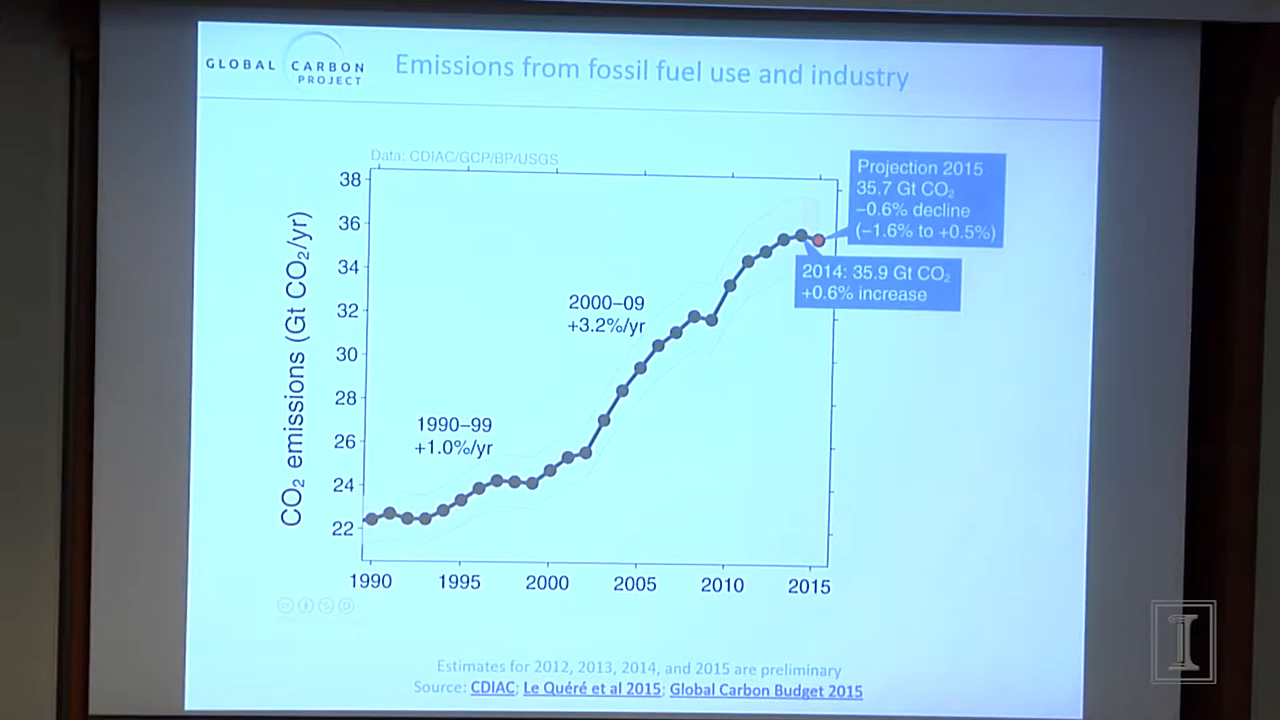 GLOBAL CARBON
PROJECT
Emissions from fossil fuel use and industry
Data: CDIAC/GCP/BP/USGS
38
36
34
32
30
28
26
24
22
CO₂ emissions (Gt CO₂/yr)
Projection 2015
35.7 Gt CO₂
−0.6% decline
(−1.6% to +0.5%)
2014: 35.9 Gt CO₂
+0.6% increase
2000–09
+3.2%/yr
1990–99
+1.0%/yr
1990 1995 2000 2005 2010 2015
Estimates for 2012, 2013, 2014, and 2015 are preliminary
Source: CDIAC; Le Quéré et al 2015; Global Carbon Budget 2015
I